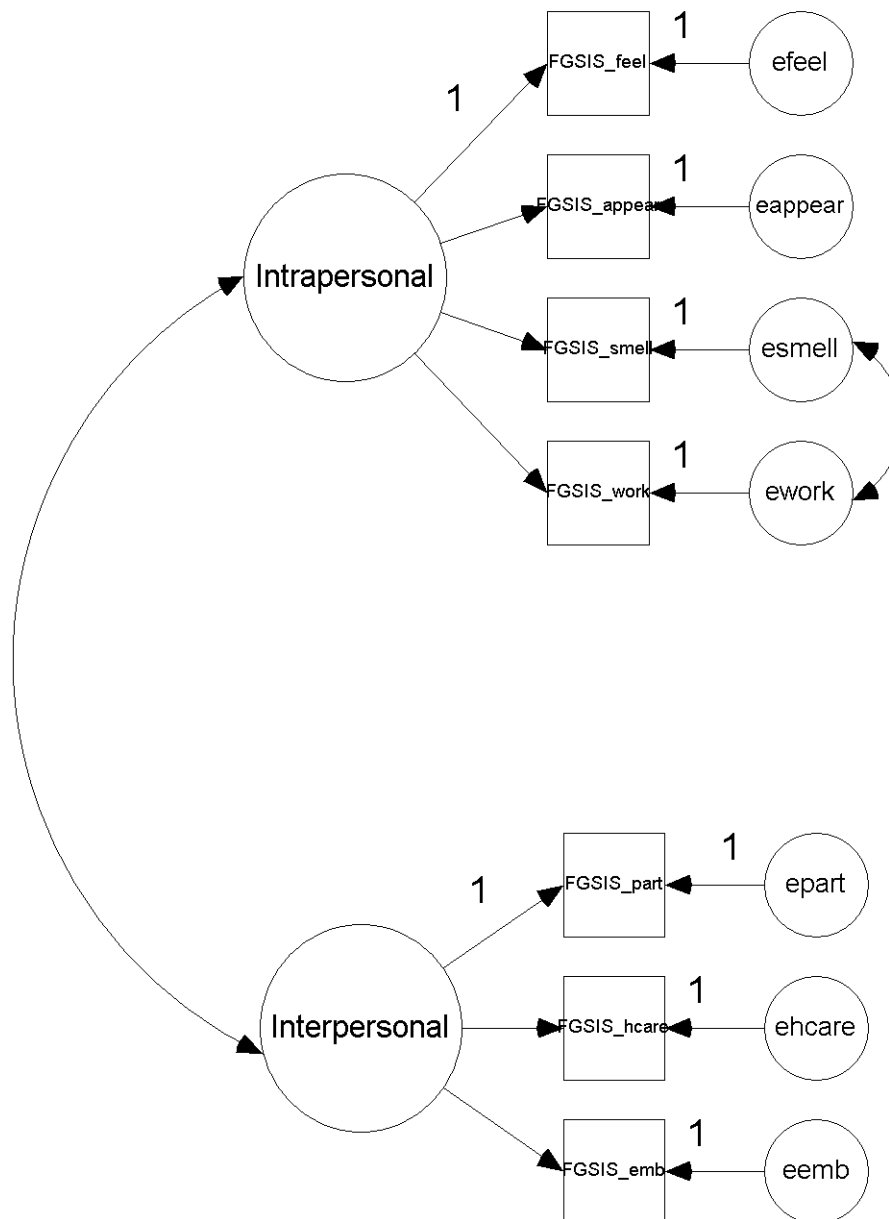 1
FGSIS_feel
efeel
1
1
FGSIS_appear
eappear
Intrapersonal
1
FGSIS_smell
esmell
1
FGSIS_work
ework
1
FGSIS_part
epart
1
Interpersonal
1
FGSIS_hcare
ehcare
1
FGSIS_emb
eemb